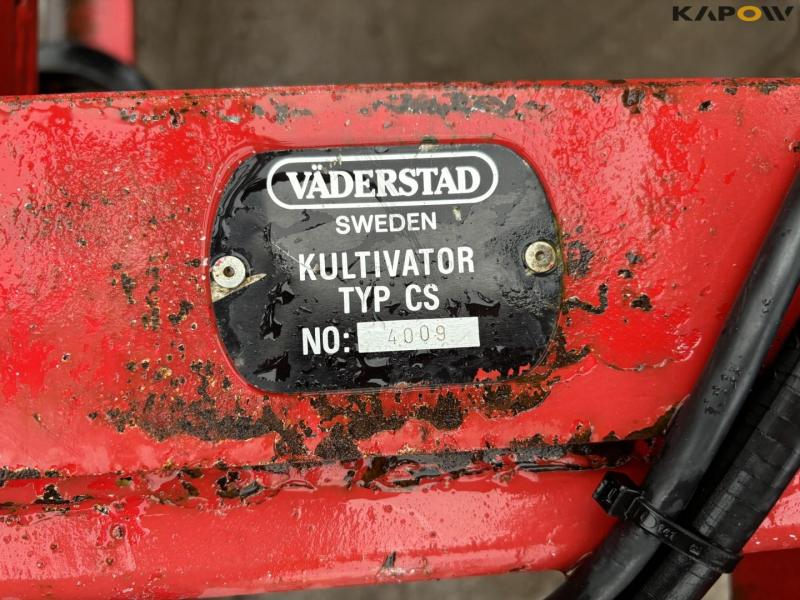 KAPOW
VÄDERSTAD
SWEDEN
KULTIVATOR
TYP CS
NO: 4009